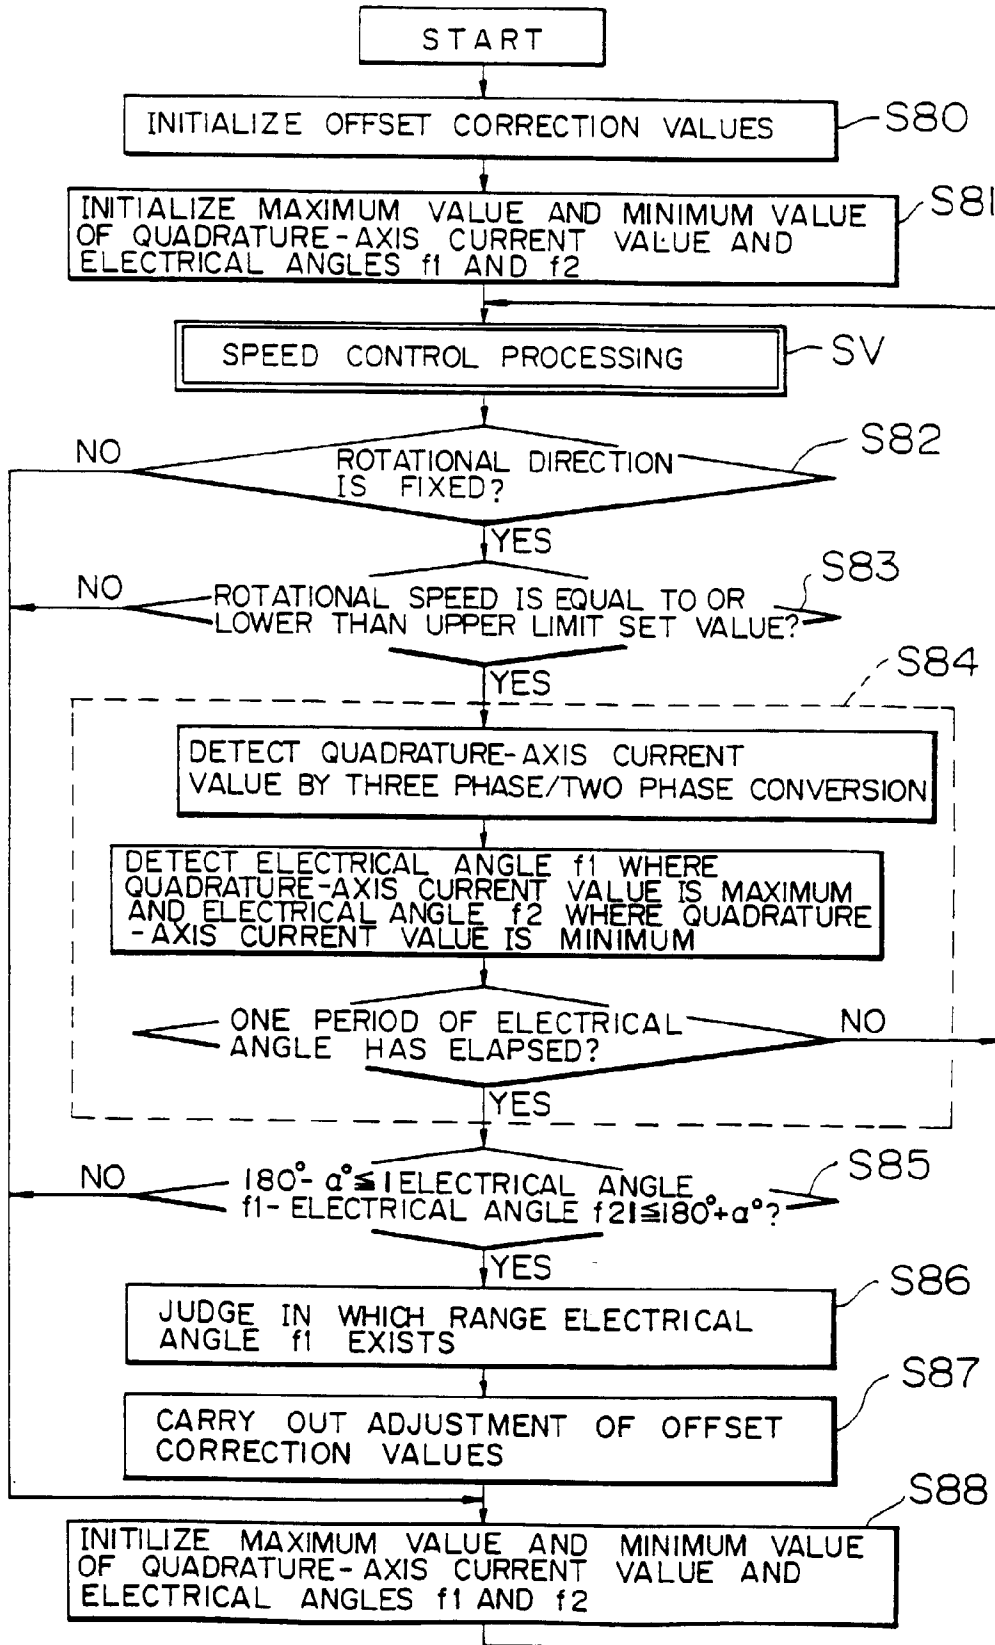 START
INITIALIZE OFFSET CORRECTION VALUES
S80
INITIALIZE MAXIMUM VALUE AND MINIMUM VALUE
OF QUADRATURE-AXIS CURRENT VALUE AND
ELECTRICAL ANGLES f1 AND f2
S81
SPEED CONTROL PROCESSING
SV
NO
ROTATIONAL DIRECTION
IS FIXED?
S82
YES
NO
ROTATIONAL SPEED IS EQUAL TO OR
LOWER THAN UPPER LIMIT SET VALUE?
S83
YES
S84
DETECT QUADRATURE-AXIS CURRENT
VALUE BY THREE PHASE/TWO PHASE CONVERSION
DETECT ELECTRICAL ANGLE f1 WHERE
QUADRATURE-AXIS CURRENT VALUE IS MAXIMUM
AND ELECTRICAL ANGLE f2 WHERE QUADRATURE
-AXIS CURRENT VALUE IS MINIMUM
ONE PERIOD OF ELECTRICAL
ANGLE HAS ELAPSED?
NO
YES
NO
180°-α°≦|ELECTRICAL ANGLE
f1-ELECTRICAL ANGLE f2|≦180°+α°?
S85
YES
JUDGE IN WHICH RANGE ELECTRICAL
ANGLE f1 EXISTS
S86
CARRY OUT ADJUSTMENT OF OFFSET
CORRECTION VALUES
S87
INITILIZE MAXIMUM VALUE AND MINIMUM VALUE
OF QUADRATURE-AXIS CURRENT VALUE AND
ELECTRICAL ANGLES f1 AND f2
S88